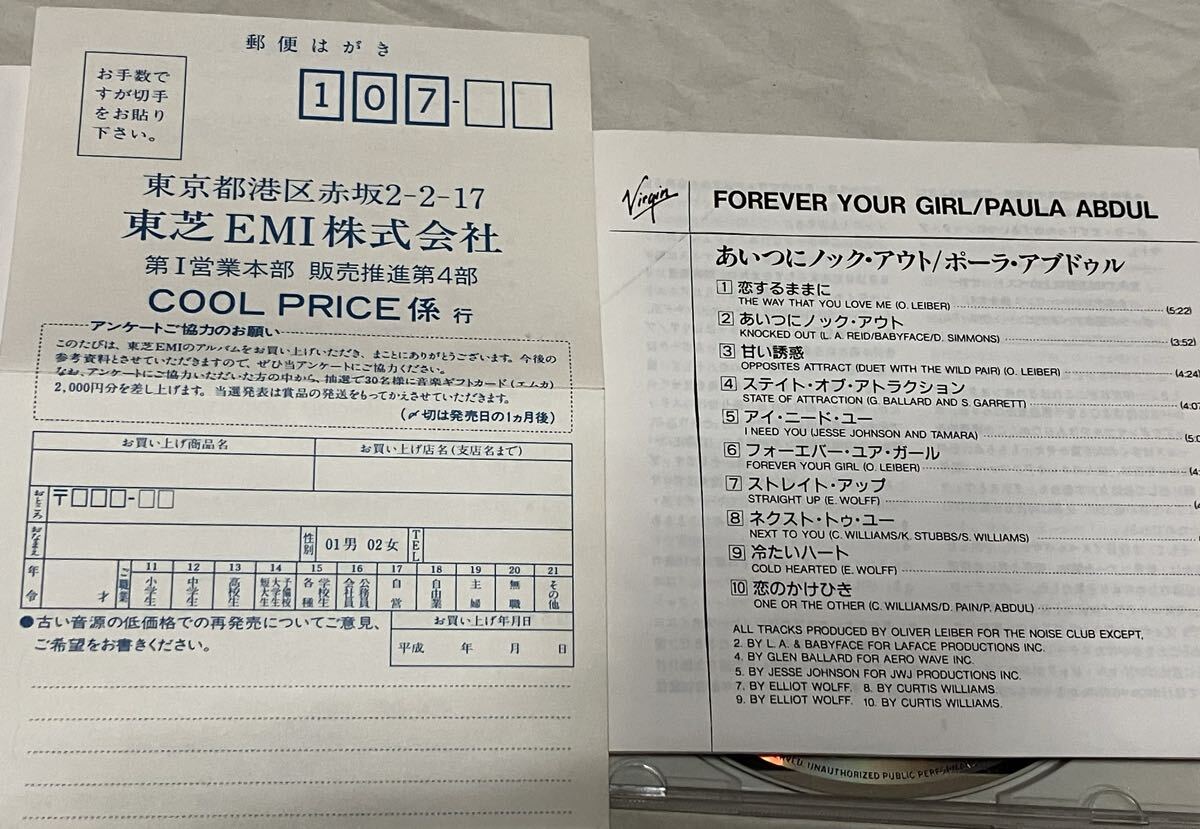 郵便はがき
お手数で
すが切手
をお貼り
下さい。
107-
東京都港区赤坂2-2-17
東芝EMI株式会社
第I営業本部 販売推進第4部
COOL PRICE係 行
アンケートご協力のお願い
このたびは、東芝EMIのアルバムをお買い上げいただき、まことにありがとうございます。今後の
参考資料とさせていただきますので、ぜひ当アンケートにご協力ください。
なお、アンケートにご協力いただいた方の中から、抽選で30名様に音楽ギフトカード(エムカ)
2,000円分を差し上げます。当選発表は賞品の発送をもってかえさせていただきます。
(〆切は発売日の1ヵ月後)
お買い上げ商品名 お買い上げ店名(支店名まで)
おところ 〒□□□-□□
おなまえ 性別 01男 02女 TEL
年令 才 ご職業 11 小学生 12 中学生 13 高校生 14 短大生 大学生 予備校 15 各種学校生 16 会社員 公務員 17 自営 18 自由業 19 主婦 20 無職 21 その他
●古い音源の低価格での再発売についてご意見、
ご希望をお書きください。
お買い上げ年月日
平成 年 月 日
Virgin
FOREVER YOUR GIRL/PAULA ABDUL
あいつにノック・アウト/ポーラ・アブドゥル
1 恋するままに
THE WAY THAT YOU LOVE ME (O. LEIBER) (5:22)
2 あいつにノック・アウト
KNOCKED OUT (L. A. REID/BABYFACE/D. SIMMONS) (3:52)
3 甘い誘惑
OPPOSITES ATTRACT (DUET WITH THE WILD PAIR) (O. LEIBER) (4:24)
4 ステイト・オブ・アトラクション
STATE OF ATTRACTION (G. BALLARD AND S. GARRETT) (4:07
5 アイ・ニード・ユー
I NEED YOU (JESSE JOHNSON AND TAMARA) (5:0
6 フォーエバー・ユア・ガール
FOREVER YOUR GIRL (O. LEIBER) (4:
7 ストレイト・アップ
STRAIGHT UP (E. WOLFF) (4
8 ネクスト・トゥ・ユー
NEXT TO YOU (C. WILLIAMS/K. STUBBS/S. WILLIAMS)
9 冷たいハート
COLD HEARTED (E. WOLFF)
10 恋のかけひき
ONE OR THE OTHER (C. WILLIAMS/D. PAIN/P. ABDUL)
ALL TRACKS PRODUCED BY OLIVER LEIBER FOR THE NOISE CLUB EXCEPT,
2. BY L. A. & BABYFACE FOR LAFACE PRODUCTIONS INC.
4. BY GLEN BALLARD FOR AERO WAVE INC.
5. BY JESSE JOHNSON FOR JWJ PRODUCTIONS INC.
7. BY ELLIOT WOLFF. 8. BY CURTIS WILLIAMS.
9. BY ELLIOT WOLFF. 10. BY CURTIS WILLIAMS.
UNAUTHORIZED PUBLIC